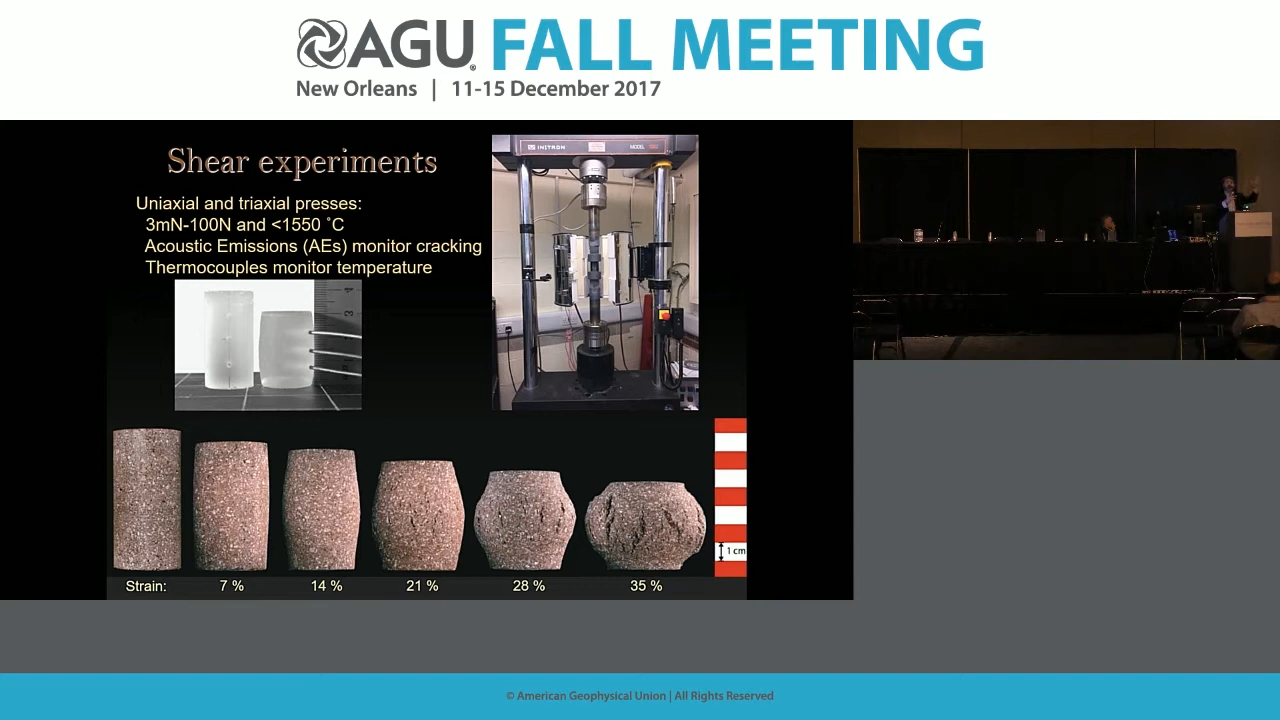 AGU FALL MEETING
New Orleans | 11-15 December 2017
Shear experiments
Uniaxial and triaxial presses:
3mN-100N and <1550 ˚C
Acoustic Emissions (AEs) monitor cracking
Thermocouples monitor temperature
INSTRON
MODEL
1 cm
Strain:
7 %
14 %
21 %
28 %
35 %
© American Geophysical Union | All Rights Reserved